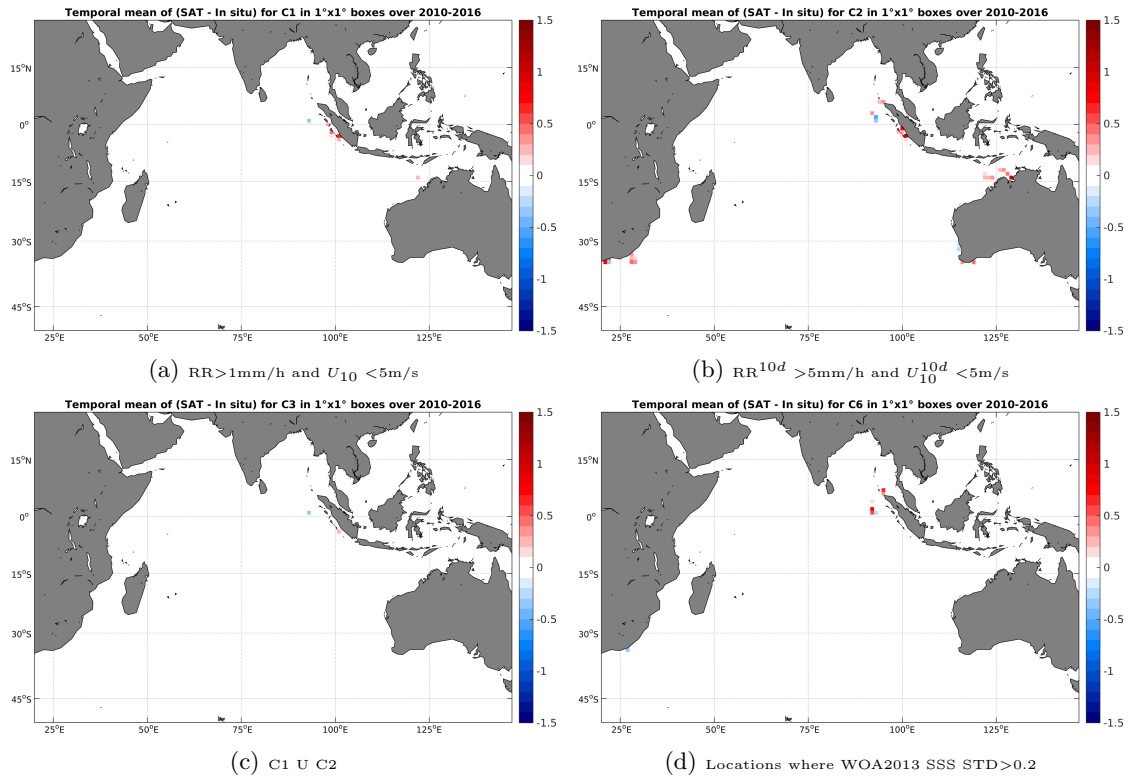 Temporal mean of (SAT - In situ) for C1 in 1°x1° boxes over 2010-2016
15°N
0°
15°S
30°S
45°S
25°E 50°E 75°E 100°E 125°E
1.5
1
0.5
0
-0.5
-1
-1.5
(a) RR>1mm/h and U10 <5m/s
Temporal mean of (SAT - In situ) for C2 in 1°x1° boxes over 2010-2016
15°N
0°
15°S
30°S
45°S
25°E 50°E 75°E 100°E 125°E
1.5
1
0.5
0
-0.5
-1
-1.5
(b) RR^10d >5mm/h and U10^10d <5m/s
Temporal mean of (SAT - In situ) for C3 in 1°x1° boxes over 2010-2016
15°N
0°
15°S
30°S
45°S
25°E 50°E 75°E 100°E 125°E
1.5
1
0.5
0
-0.5
-1
-1.5
(c) C1 U C2
Temporal mean of (SAT - In situ) for C6 in 1°x1° boxes over 2010-2016
15°N
0°
15°S
30°S
45°S
25°E 50°E 75°E 100°E 125°E
1.5
1
0.5
0
-0.5
-1
-1.5
(d) Locations where WOA2013 SSS STD>0.2